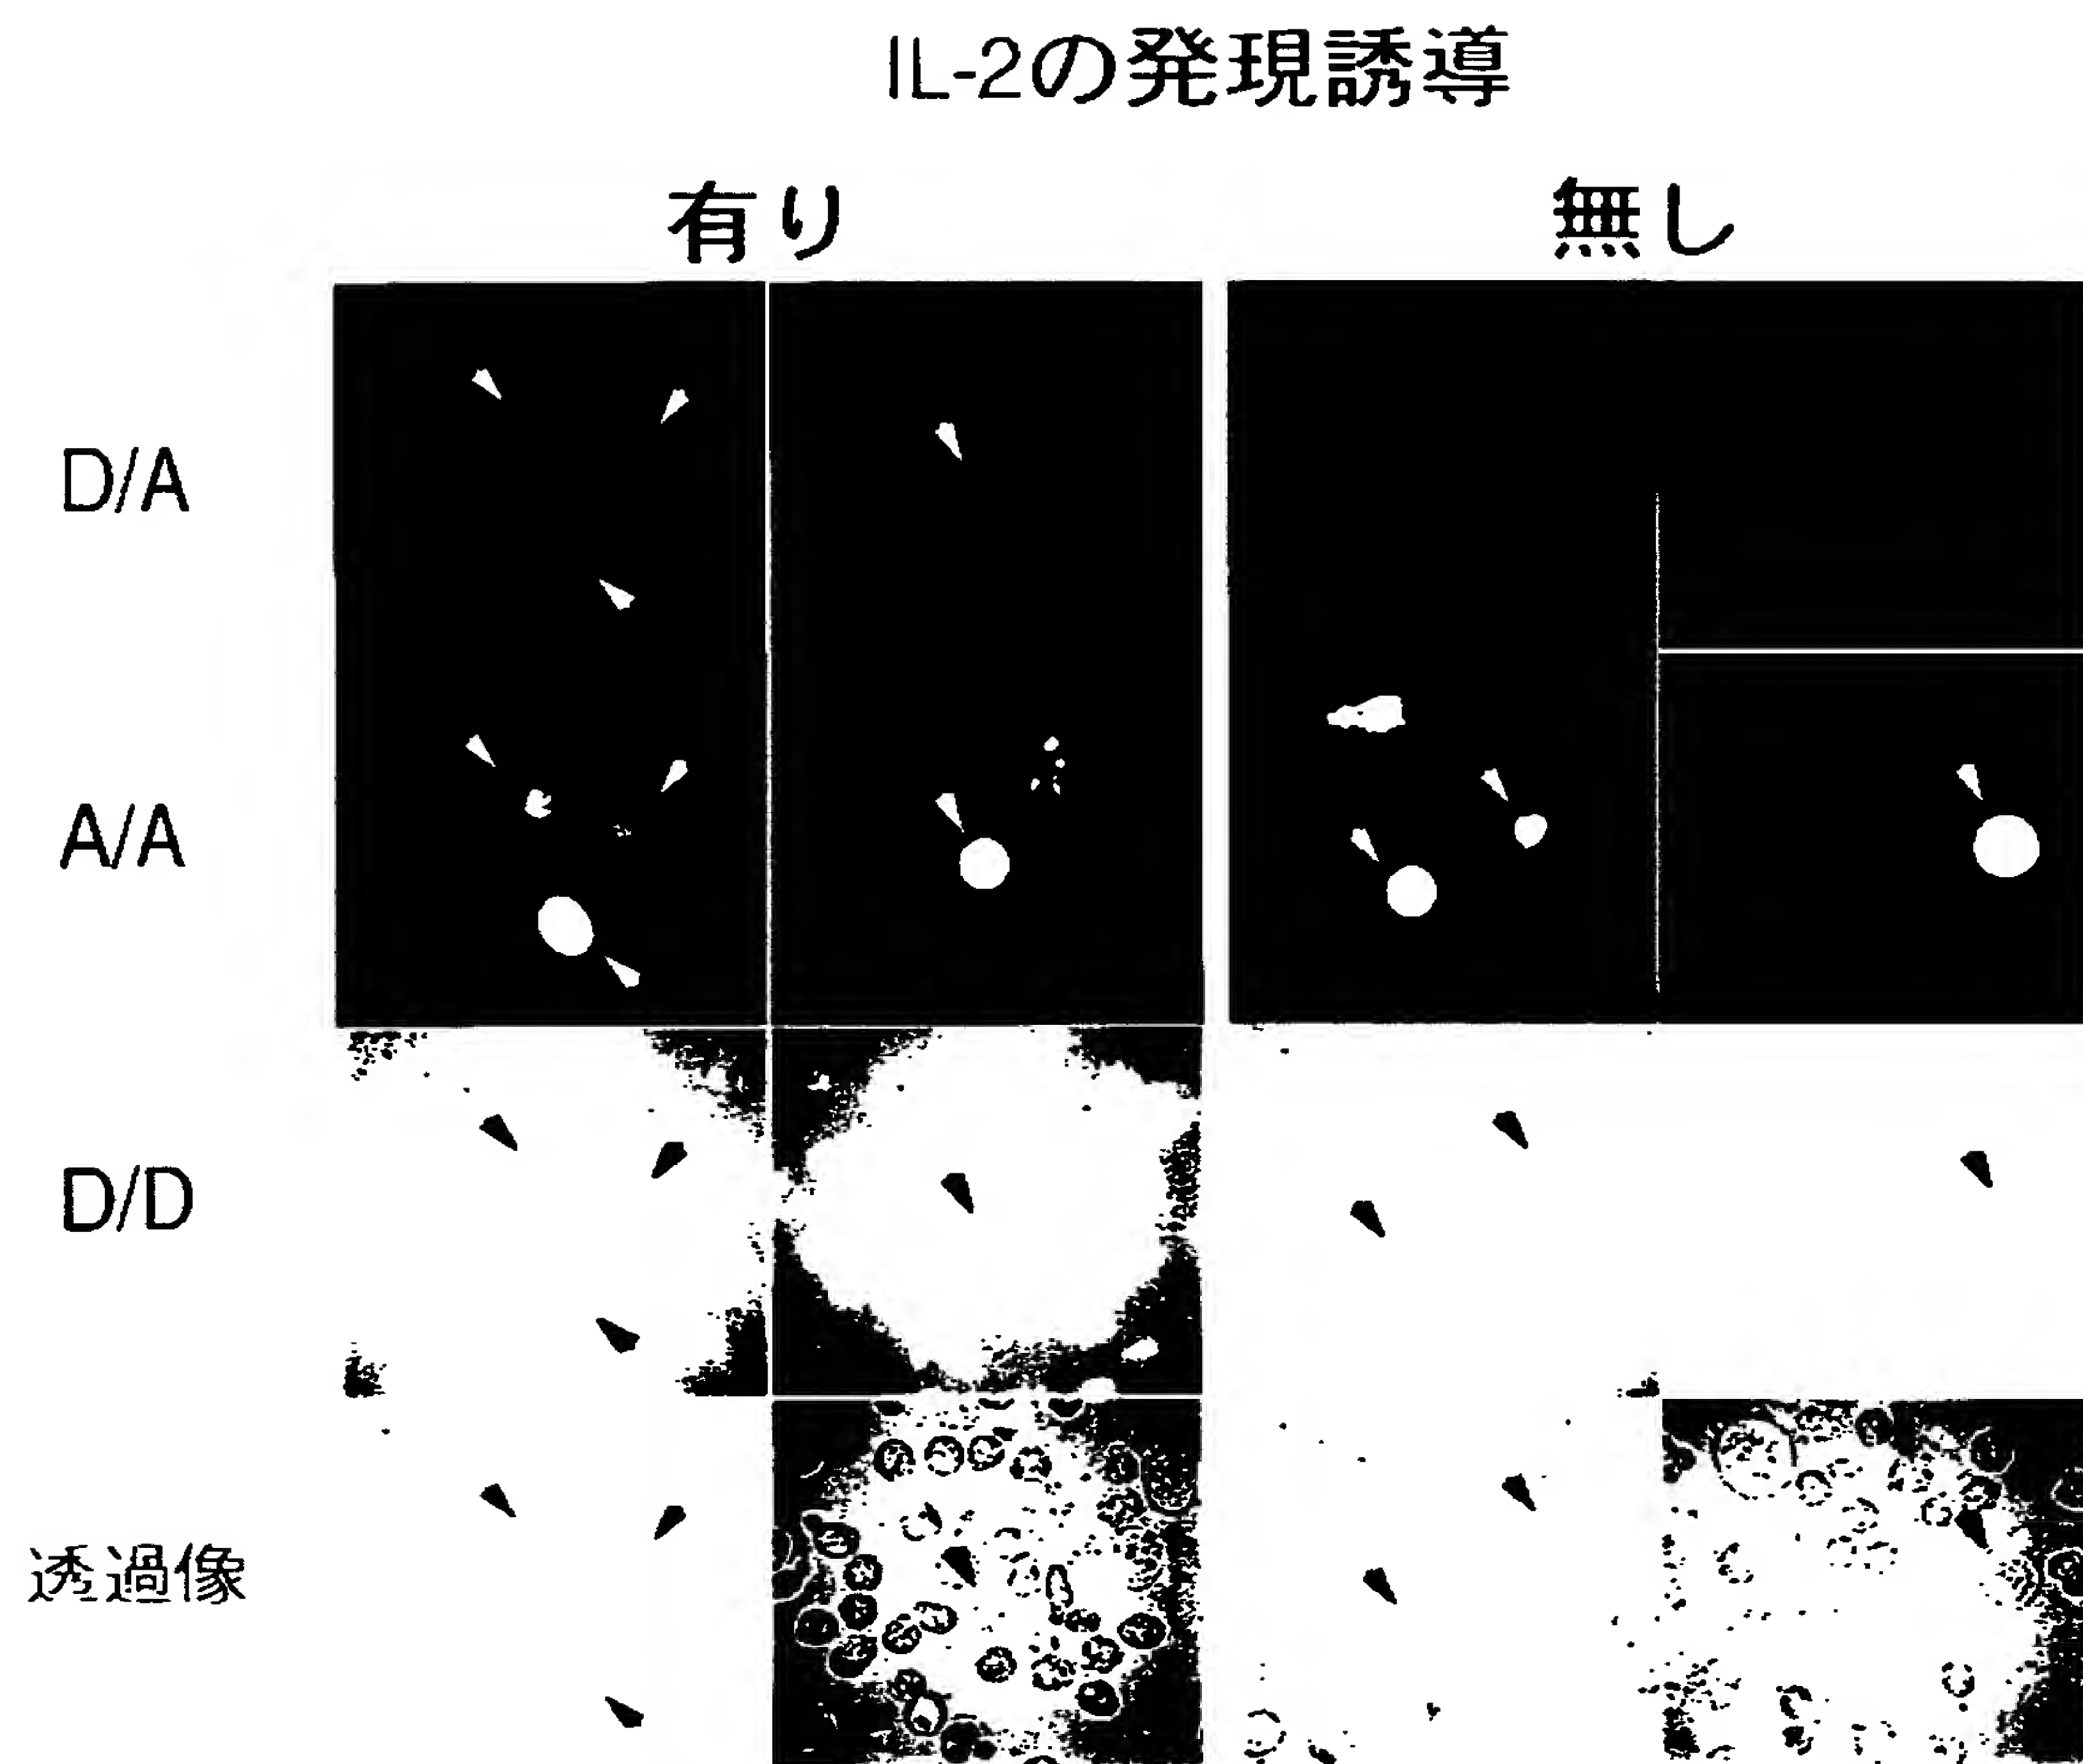 IL-2の発現誘導
有り 無し
D/A
A/A
D/D
透過像